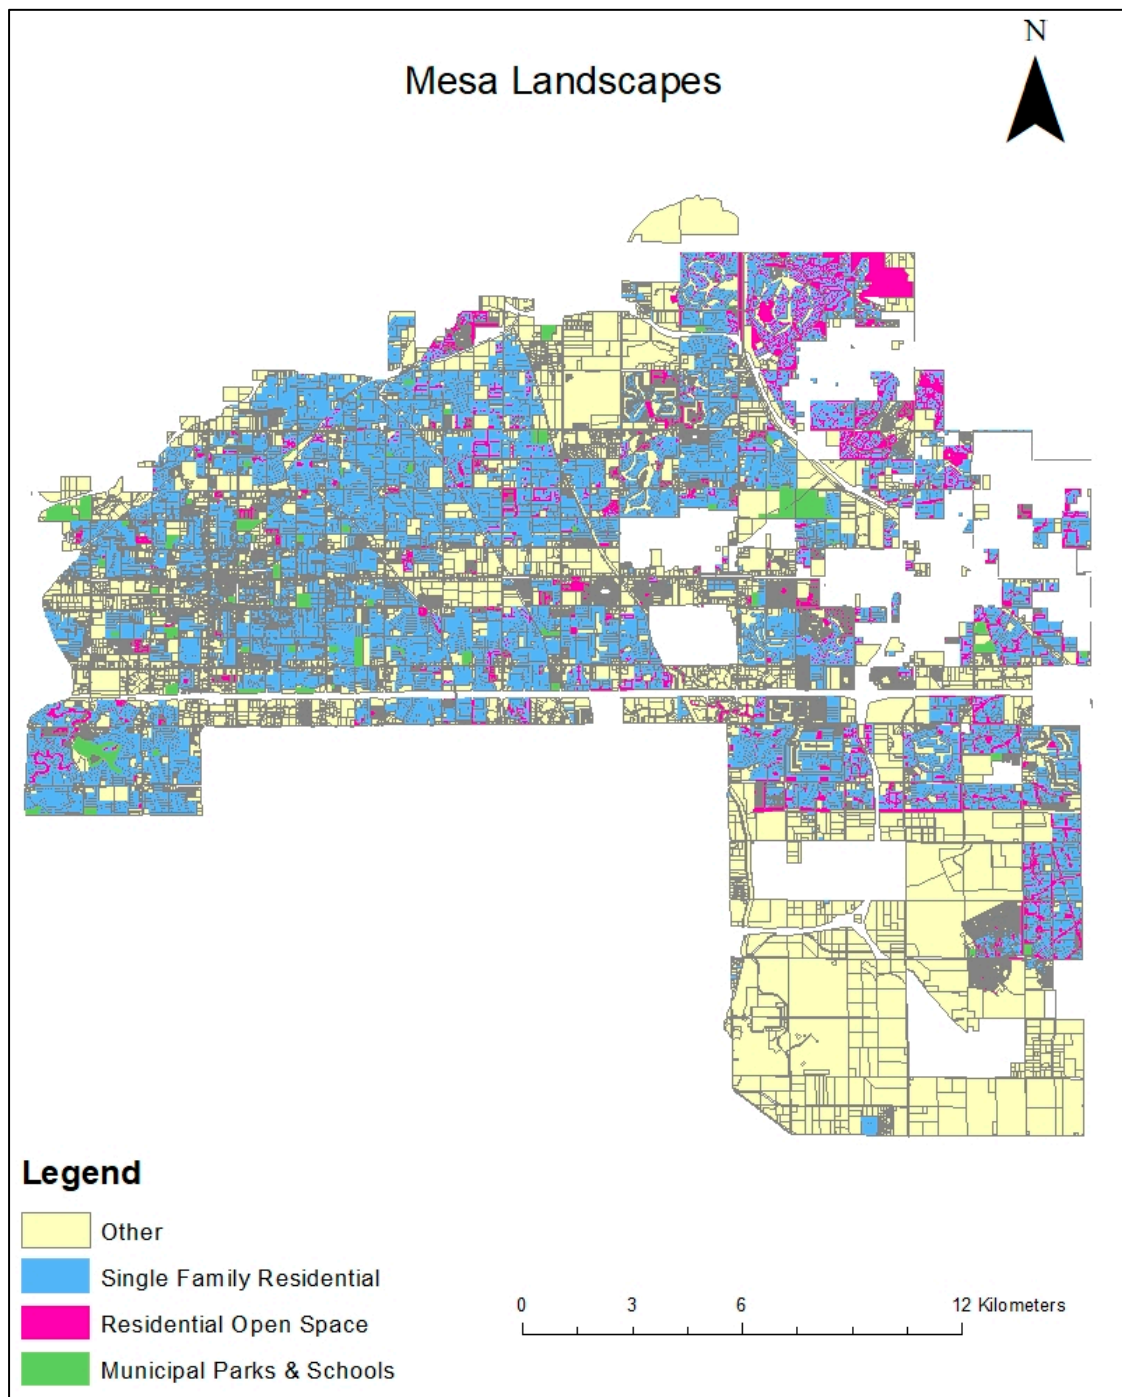 N
Mesa Landscapes
Legend
Other
Single Family Residential
Residential Open Space
Municipal Parks & Schools
0 3 6 12 Kilometers